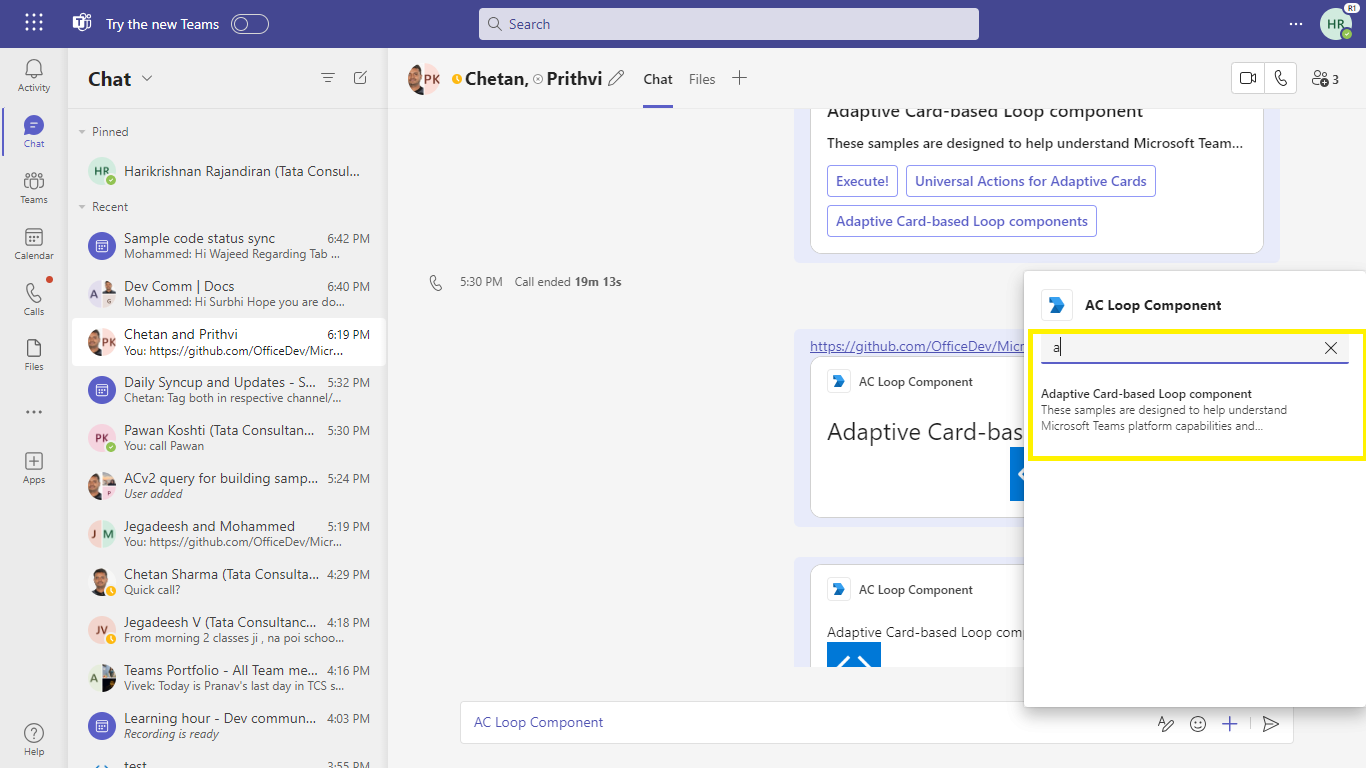 Try the new Teams
Search
R1
HR
Activity
Chat
Teams
Calendar
Calls
Files
Apps
Help
Chat
Pinned
HR
Harikrishnan Rajandiran (Tata Consul...
Recent
Sample code status sync 6:42 PM
Mohammed: Hi Wajeed Regarding Tab ...
A G
Dev Comm | Docs 6:40 PM
Mohammed: Hi Surbhi Hope you are do...
PK
Chetan and Prithvi 6:19 PM
You: https://github.com/OfficeDev/Micr...
Daily Syncup and Updates - S... 5:32 PM
Chetan: Tag both in respective channel/...
PK
Pawan Koshti (Tata Consultan... 5:30 PM
You: call Pawan
P
ACv2 query for building samp... 5:24 PM
User added
J M
Jegadeesh and Mohammed 5:19 PM
You: https://github.com/OfficeDev/Micr...
Chetan Sharma (Tata Consulta... 4:29 PM
Quick call?
JV
Jegadeesh V (Tata Consultanc... 4:18 PM
From morning 2 classes ji , na poi schoo...
A
Teams Portfolio - All Team me... 4:16 PM
Vivek: Today is Pranav's last day in TCS s...
Learning hour - Dev commun... 4:03 PM
Recording is ready
test 3:55 PM
PK
Chetan, Prithvi
Chat
Files
3
Adaptive Card-based Loop component
These samples are designed to help understand Microsoft Team...
Execute!
Universal Actions for Adaptive Cards
Adaptive Card-based Loop components
5:30 PM Call ended 19m 13s
https://github.com/OfficeDev/Micr
AC Loop Component
Adaptive Card-bas
AC Loop Component
Adaptive Card-based Loop com
AC Loop Component
AC Loop Component
a
Adaptive Card-based Loop component
These samples are designed to help understand
Microsoft Teams platform capabilities and...